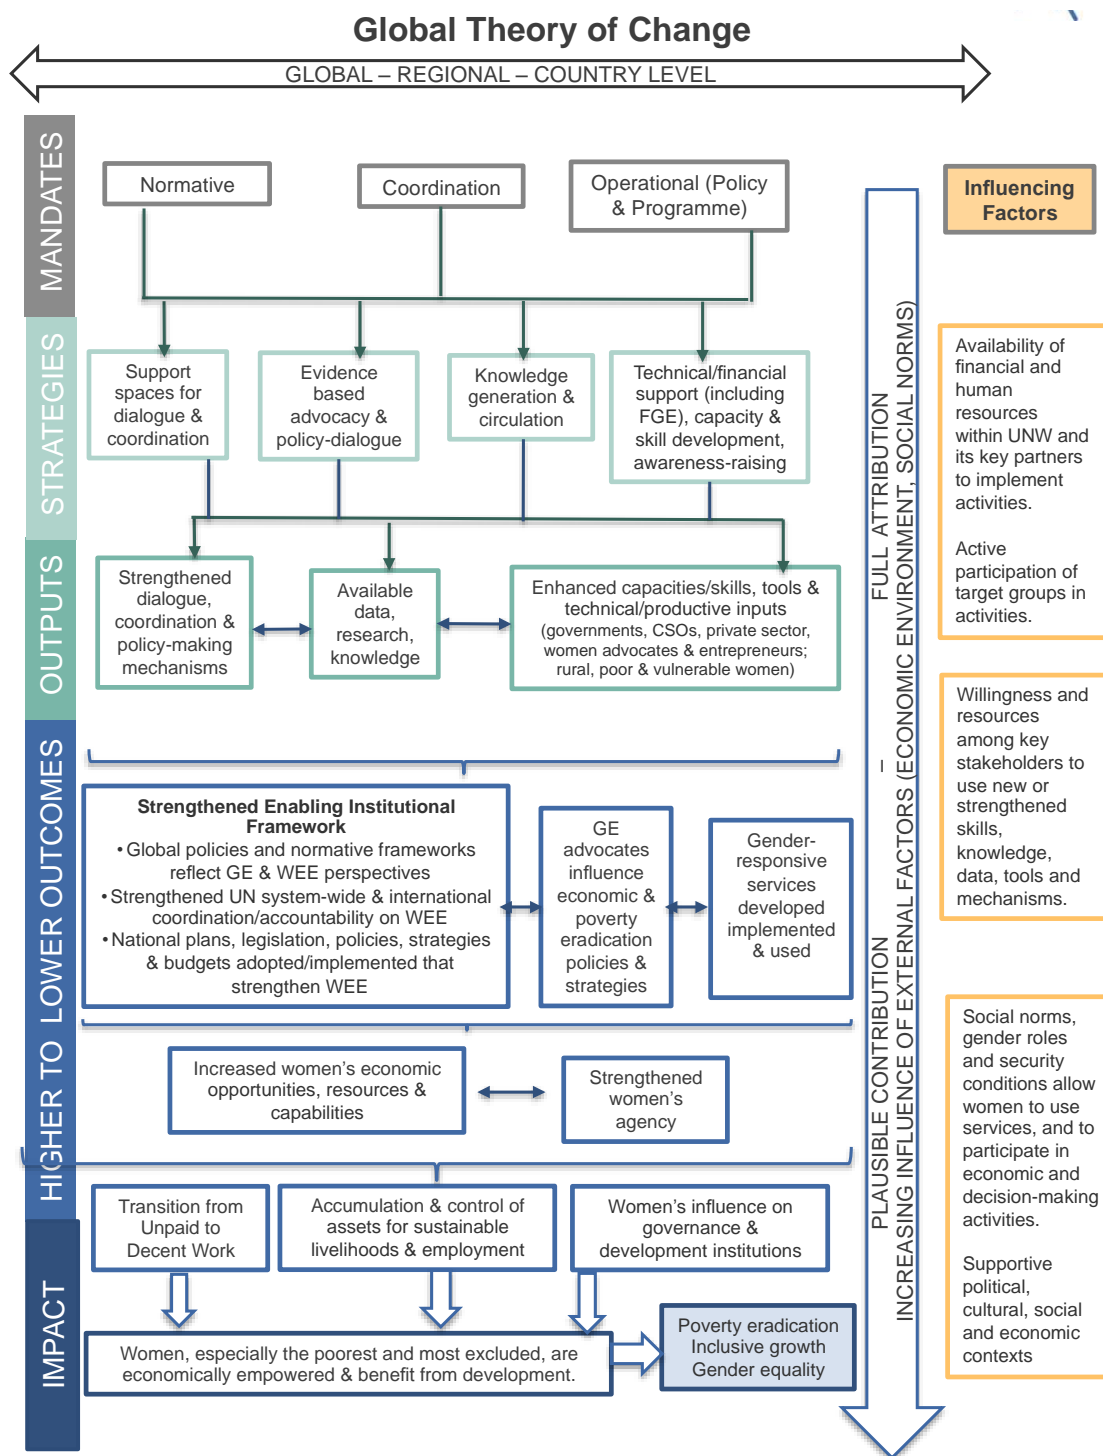 Global Theory of Change
GLOBAL – REGIONAL – COUNTRY LEVEL
MANDATES
Normative
Coordination
Operational (Policy
& Programme)
Influencing
Factors
STRATEGIES
Support
spaces for
dialogue &
coordination
Evidence
based
advocacy &
policy-dialogue
Knowledge
generation &
circulation
Technical/financial
support (including
FGE), capacity &
skill development,
awareness-raising
OUTPUTS
Strengthened
dialogue,
coordination &
policy-making
mechanisms
Available
data,
research,
knowledge
Enhanced capacities/skills, tools &
technical/productive inputs
(governments, CSOs, private sector,
women advocates & entrepreneurs;
rural, poor & vulnerable women)
HIGHER TO LOWER OUTCOMES
Strengthened Enabling Institutional
Framework
• Global policies and normative frameworks
reflect GE & WEE perspectives
• Strengthened UN system-wide & international
coordination/accountability on WEE
• National plans, legislation, policies, strategies
& budgets adopted/implemented that
strengthen WEE
GE
advocates
influence
economic &
poverty
eradication
policies &
strategies
Gender-
responsive
services
developed
implemented
& used
Increased women's economic
opportunities, resources &
capabilities
Strengthened
women's
agency
Transition from
Unpaid to
Decent Work
Accumulation & control of
assets for sustainable
livelihoods & employment
Women's influence on
governance &
development institutions
IMPACT
Women, especially the poorest and most excluded, are
economically empowered & benefit from development.
Poverty eradication
Inclusive growth
Gender equality
PLAUSIBLE CONTRIBUTION – FULL ATTRIBUTION
INCREASING INFLUENCE OF EXTERNAL FACTORS (ECONOMIC ENVIRONMENT, SOCIAL NORMS)
Availability of
financial and
human
resources
within UNW and
its key partners
to implement
activities.
Active
participation of
target groups in
activities.
Willingness and
resources
among key
stakeholders to
use new or
strengthened
skills,
knowledge,
data, tools and
mechanisms.
Social norms,
gender roles
and security
conditions allow
women to use
services, and to
participate in
economic and
decision-making
activities.
Supportive
political,
cultural, social
and economic
contexts